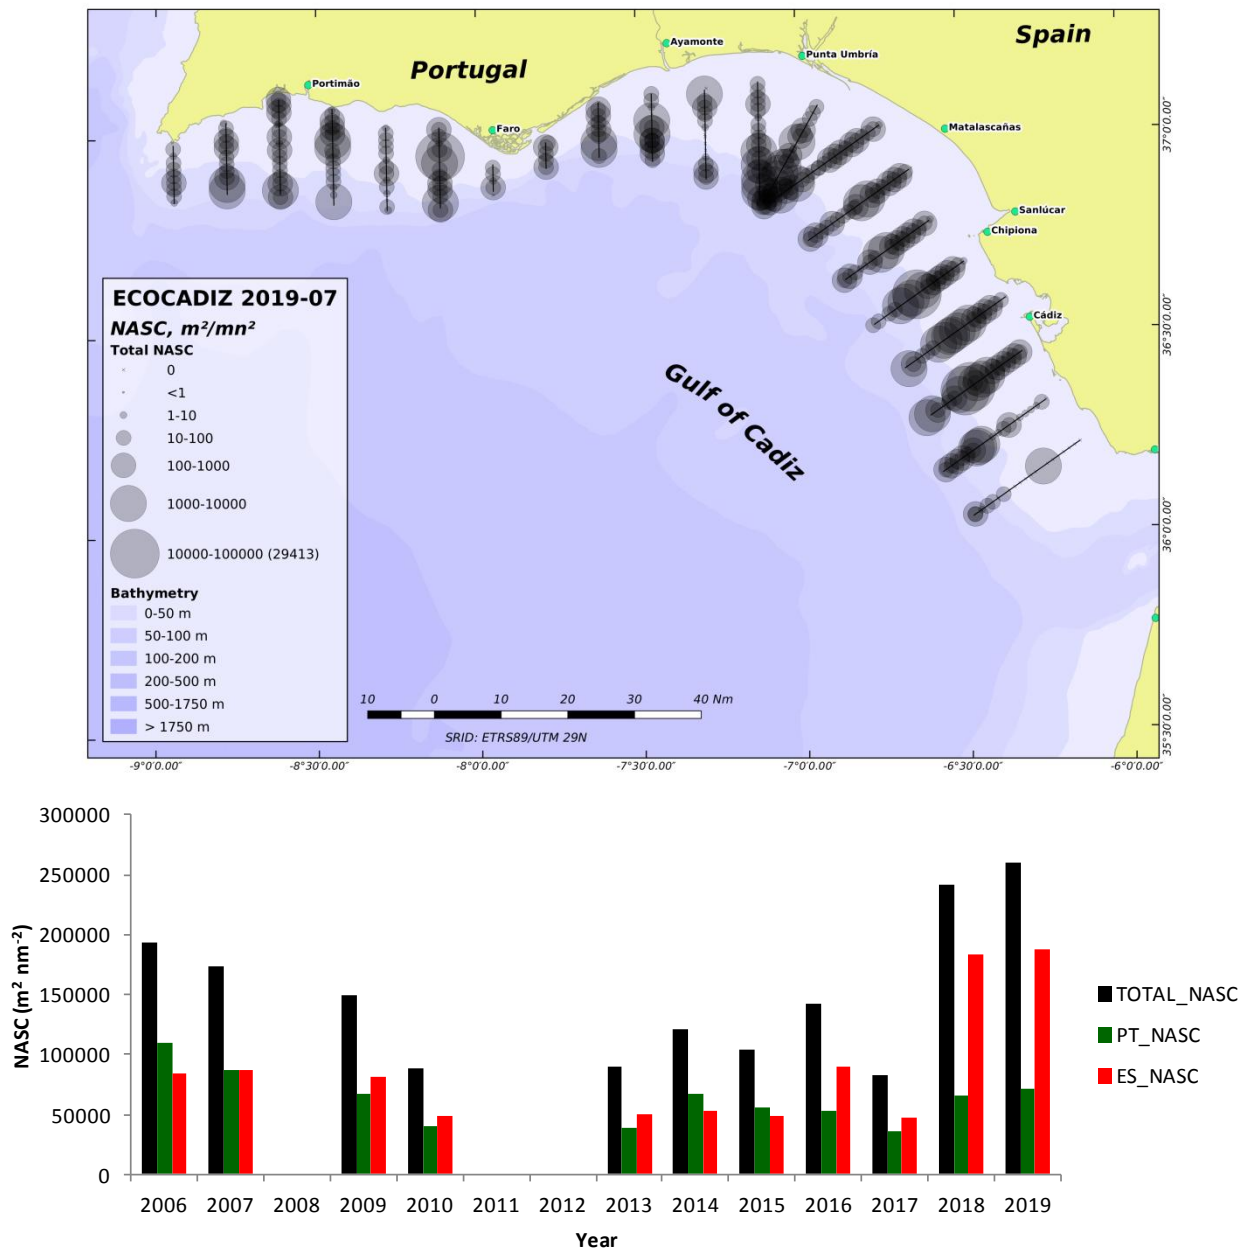 Spain
Ayamonte
Punta Umbría
Portugal
Portimão
Faro
Matalascañas
Sanlúcar
Chipiona
Cádiz
Gulf of Cadiz
37°0'0.00"
36°30'0.00"
36°0'0.00"
35°30'0.00"
ECOCADIZ 2019-07
NASC, m²/mn²
Total NASC
0
<1
1-10
10-100
100-1000
1000-10000
10000-100000 (29413)
Bathymetry
0-50 m
50-100 m
100-200 m
200-500 m
500-1750 m
> 1750 m
10 0 10 20 30 40 Nm
SRID: ETRS89/UTM 29N
-9°0'0.00" -8°30'0.00" -8°0'0.00" -7°30'0.00" -7°0'0.00" -6°30'0.00" -6°0'0.00"
300000
250000
200000
150000
100000
50000
0
NASC (m² nm⁻²)
2006 2007 2008 2009 2010 2011 2012 2013 2014 2015 2016 2017 2018 2019
Year
TOTAL_NASC
PT_NASC
ES_NASC